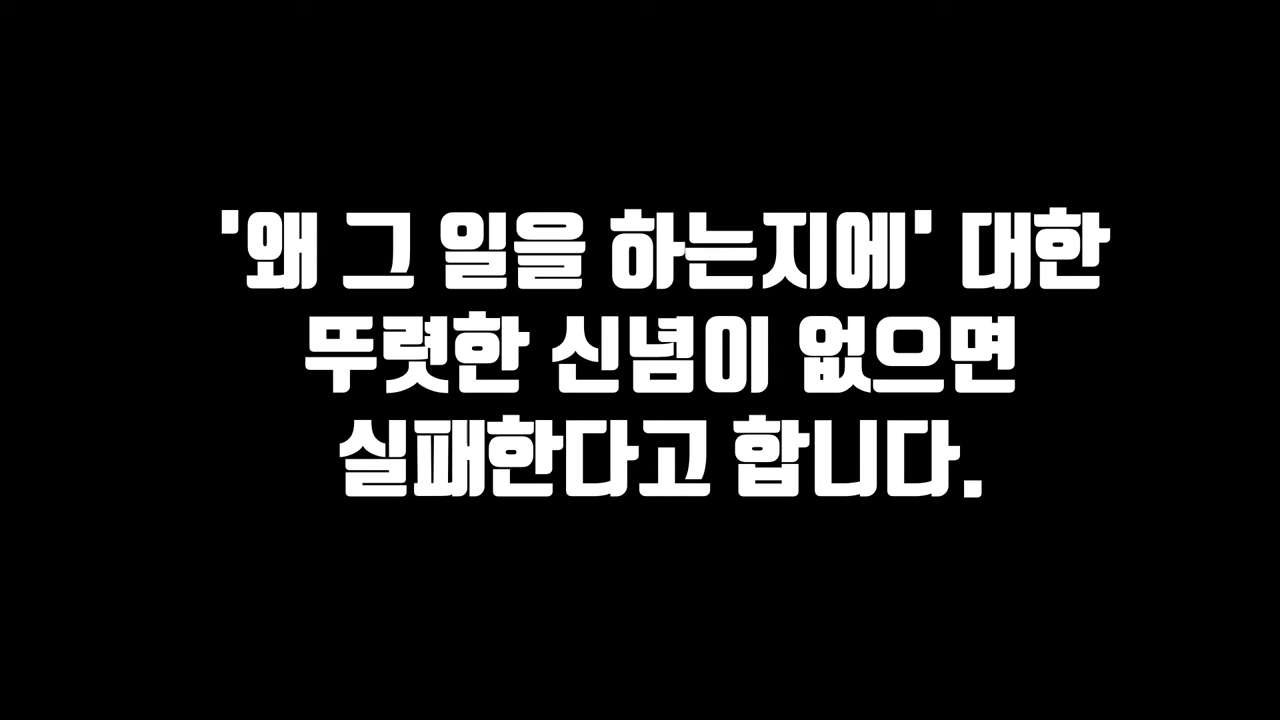 '왜 그 일을 하는지에' 대한
뚜렷한 신념이 없으면
실패한다고 합니다.